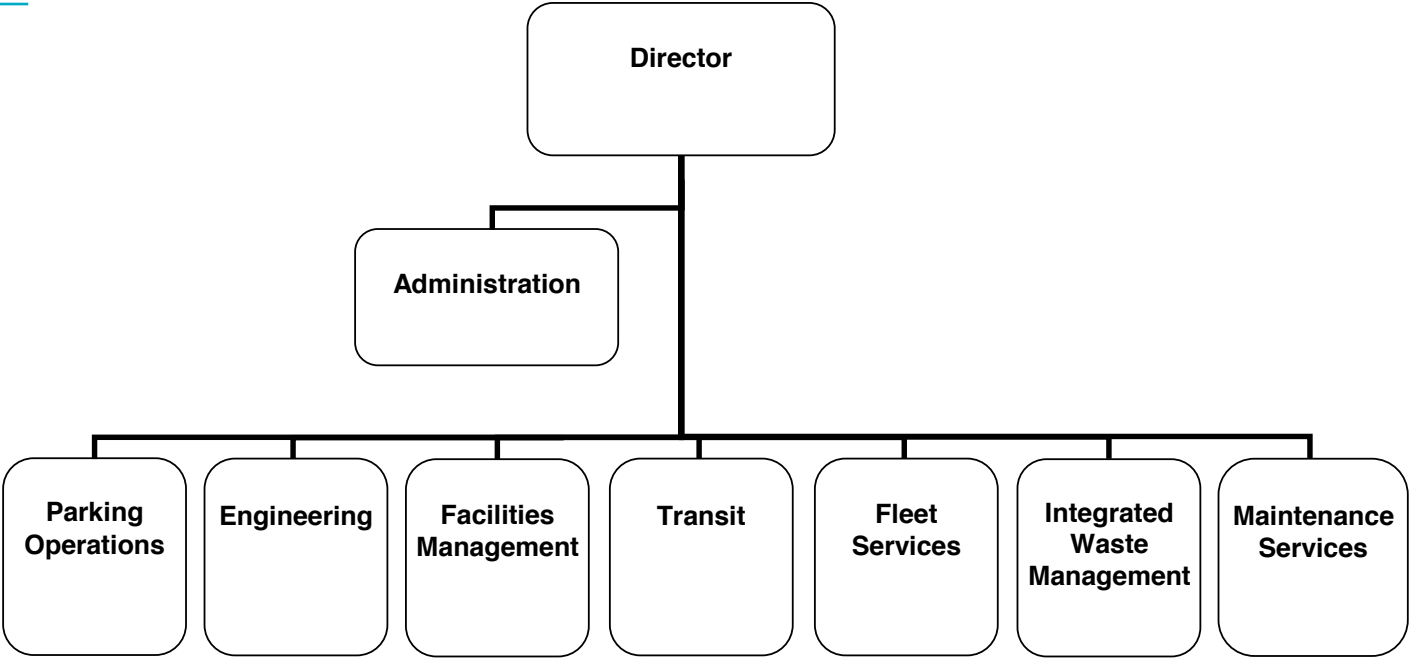 Director
Administration
Parking
Operations
Engineering
Facilities
Management
Transit
Fleet
Services
Integrated
Waste
Management
Maintenance
Services